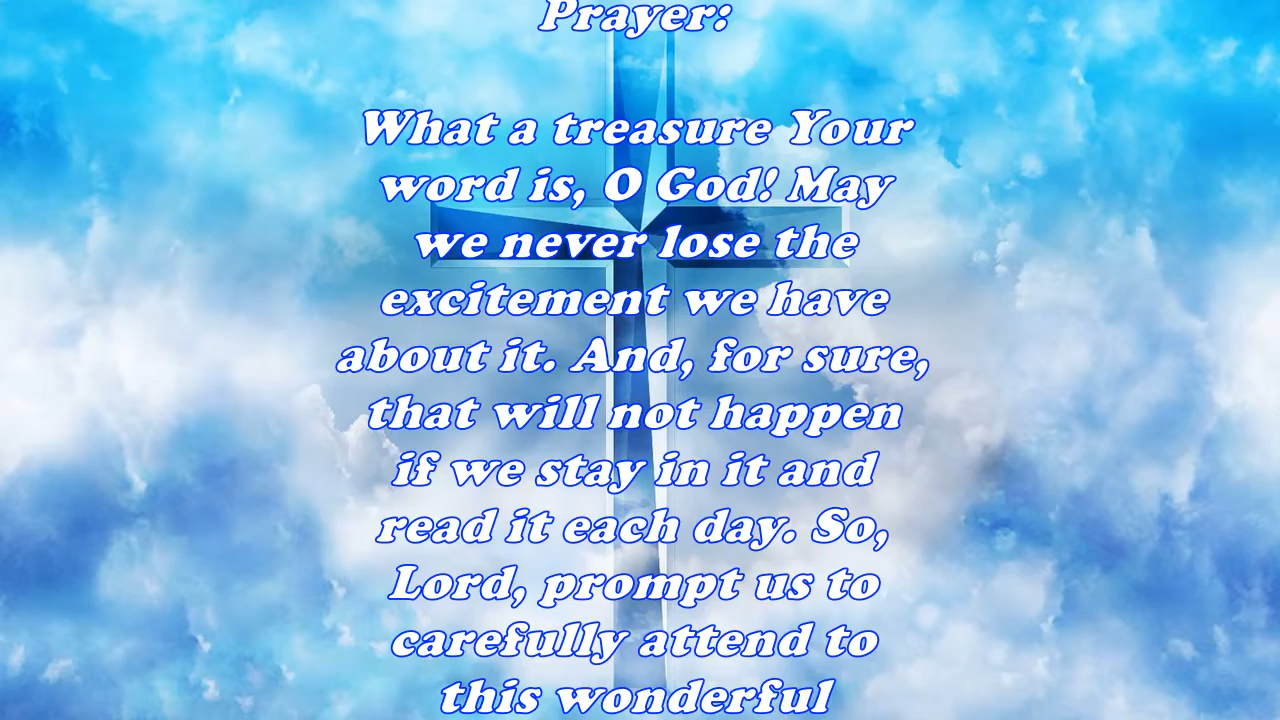 Prayer:
What a treasure Your
word is, O God! May
we never lose the
excitement we have
about it. And, for sure,
that will not happen
if we stay in it and
read it each day. So,
Lord, prompt us to
carefully attend to
this wonderful